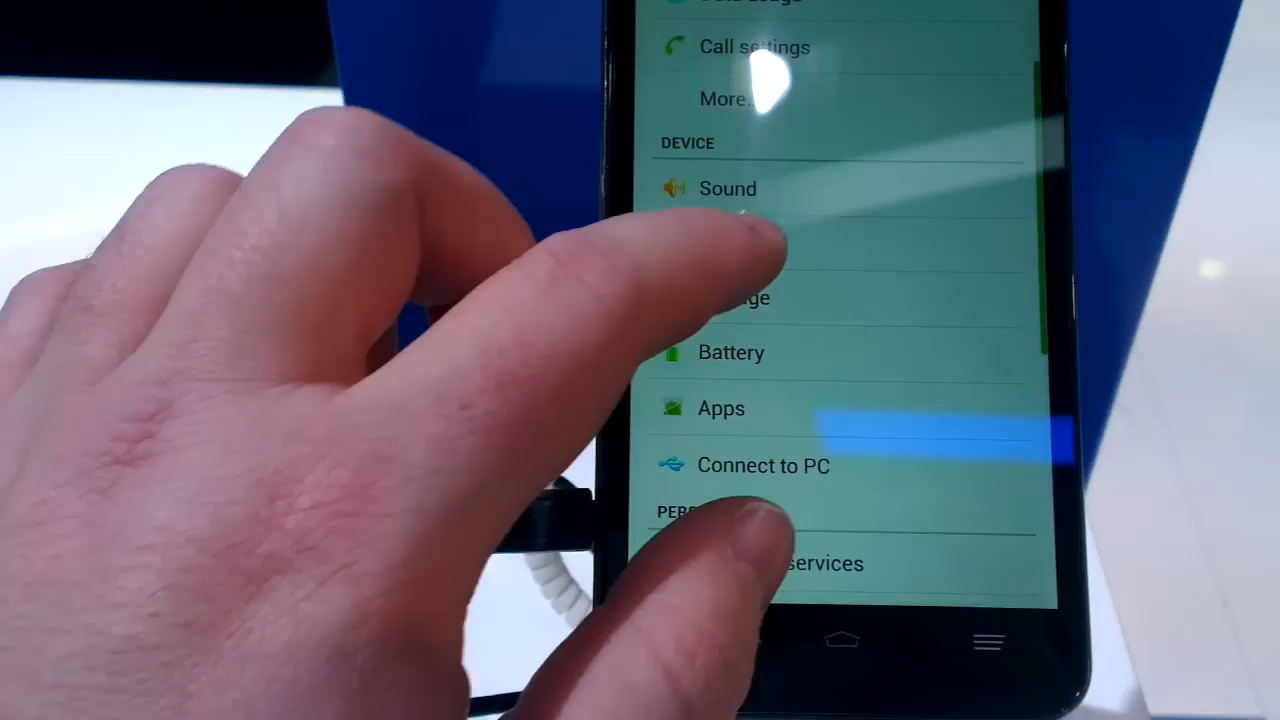 Call settings
More...
DEVICE
Sound
Battery
Apps
Connect to PC
services